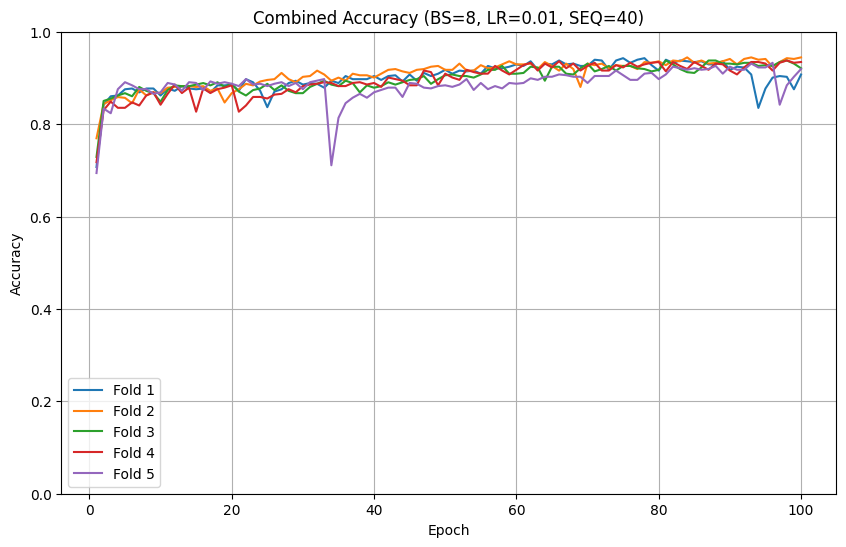 Combined Accuracy (BS=8, LR=0.01, SEQ=40)
1.0
0.8
0.6
0.4
0.2
0.0
Accuracy
Fold 1
Fold 2
Fold 3
Fold 4
Fold 5
0 20 40 60 80 100
Epoch